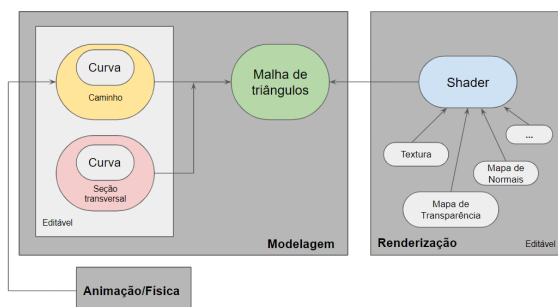 Curva
Caminho
Curva
Seção
transversal
Editável
Malha de
triângulos
Modelagem
Shader
Textura
...
Mapa de
Normais
Mapa de
Transparência
Renderização
Editável
Animação/Fisica